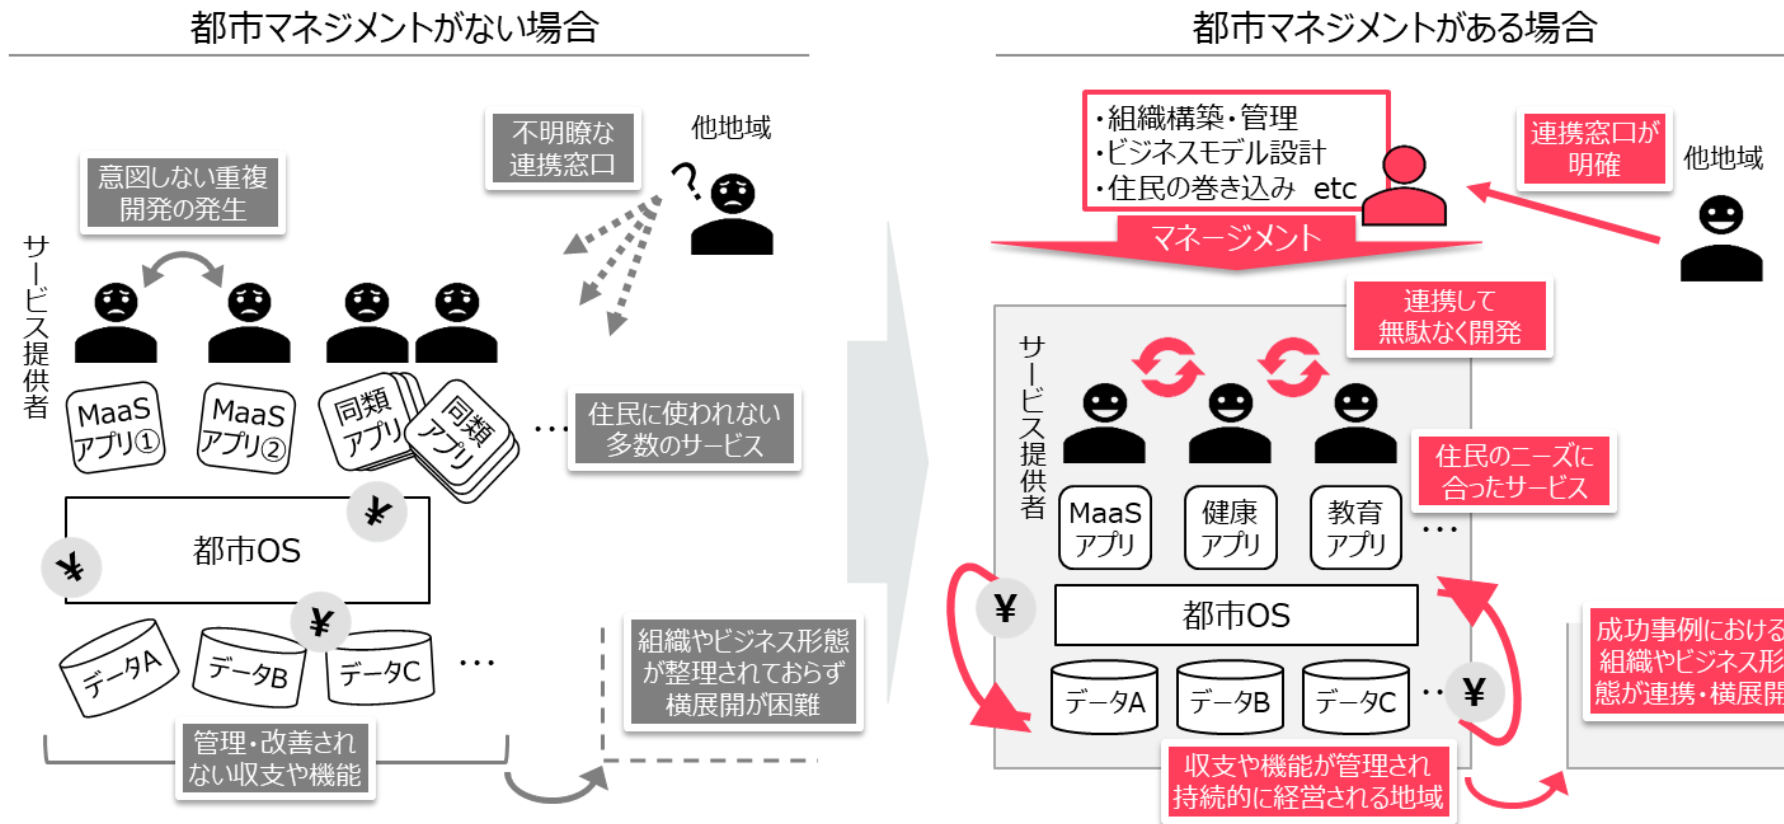 都市マネジメントがない場合
意図しない重複
開発の発生
不明瞭な
連携窓口
他地域
?
サービス提供者
MaaS
アプリ①
MaaS
アプリ②
同類
アプリ
同類
アプリ
…
住民に使われない
多数のサービス
¥
都市OS
¥
¥
データA
データB
データC
…
組織やビジネス形態
が整理されておらず
横展開が困難
管理・改善され
ない収支や機能
都市マネジメントがある場合
・組織構築・管理
・ビジネスモデル設計
・住民の巻き込み etc
マネージメント
連携窓口が
明確
他地域
連携して
無駄なく開発
サービス提供者
住民のニーズに
合ったサービス
MaaS
アプリ
健康
アプリ
教育
アプリ
…
¥
都市OS
データA
データB
データC
‥
¥
成功事例における
組織やビジネス形
態が連携・横展開
収支や機能が管理され
持続的に経営される地域